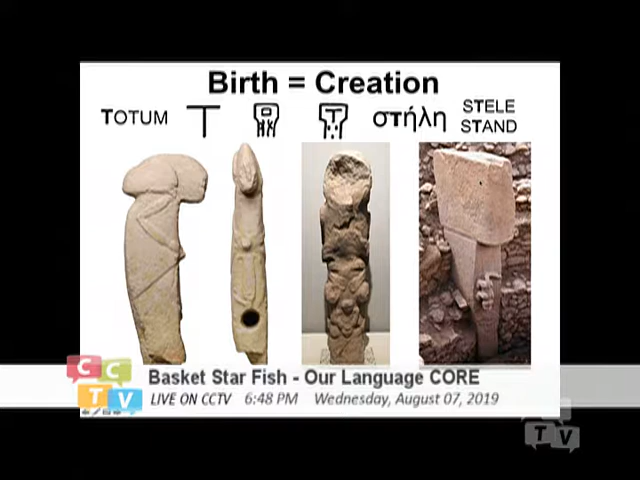 Birth = Creation
TOTUM
T
T
στήλη
STELE
STAND
CCTV
Basket Star Fish - Our Language CORE
LIVE ON CCTV 6:48 PM Wednesday, August 07, 2019
TV